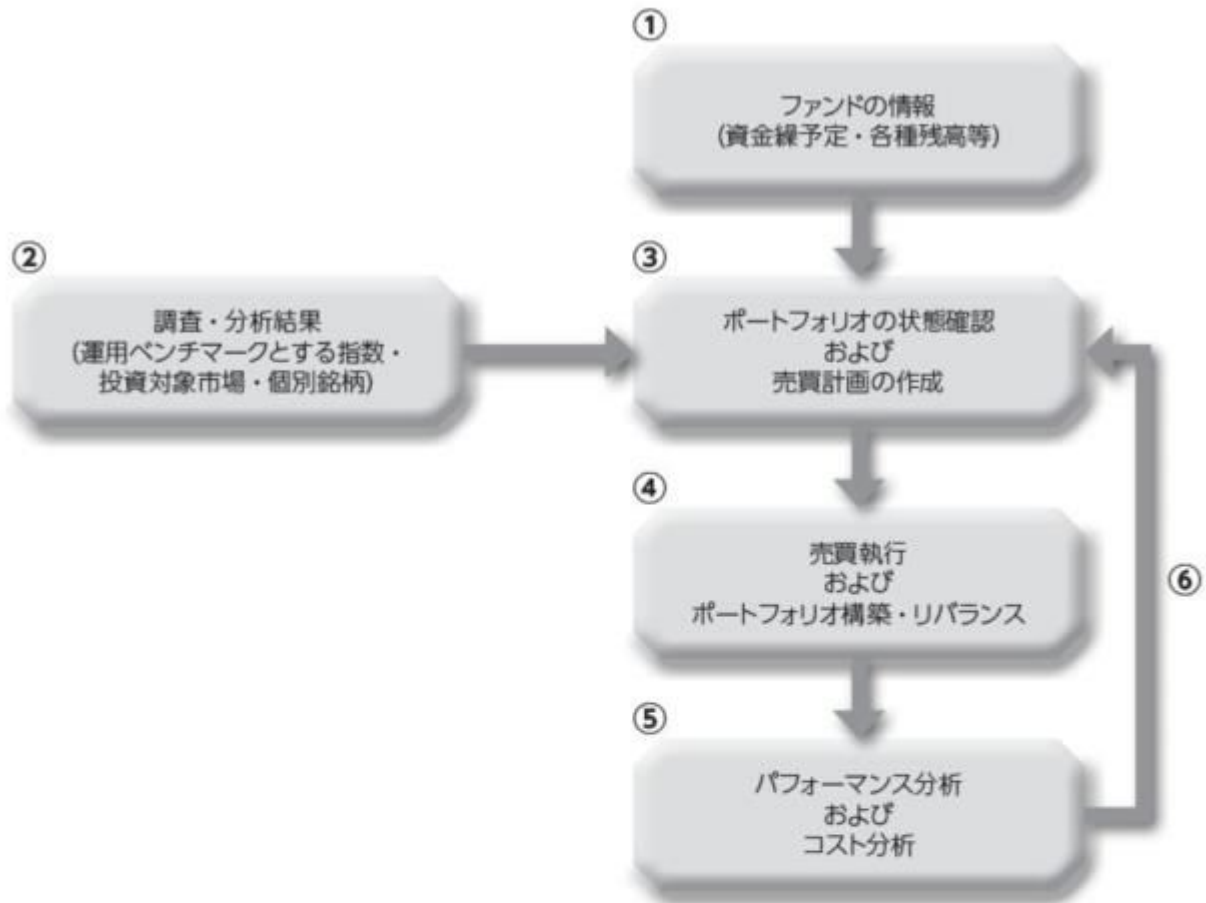 ①
ファンドの情報
(資金繰予定・各種残高等)
②
調査・分析結果
(運用ベンチマークとする指数・
投資対象市場・個別銘柄)
③
ポートフォリオの状態確認
および
売買計画の作成
④
売買執行
および
ポートフォリオ構築・リバランス
⑤
パフォーマンス分析
および
コスト分析
⑥